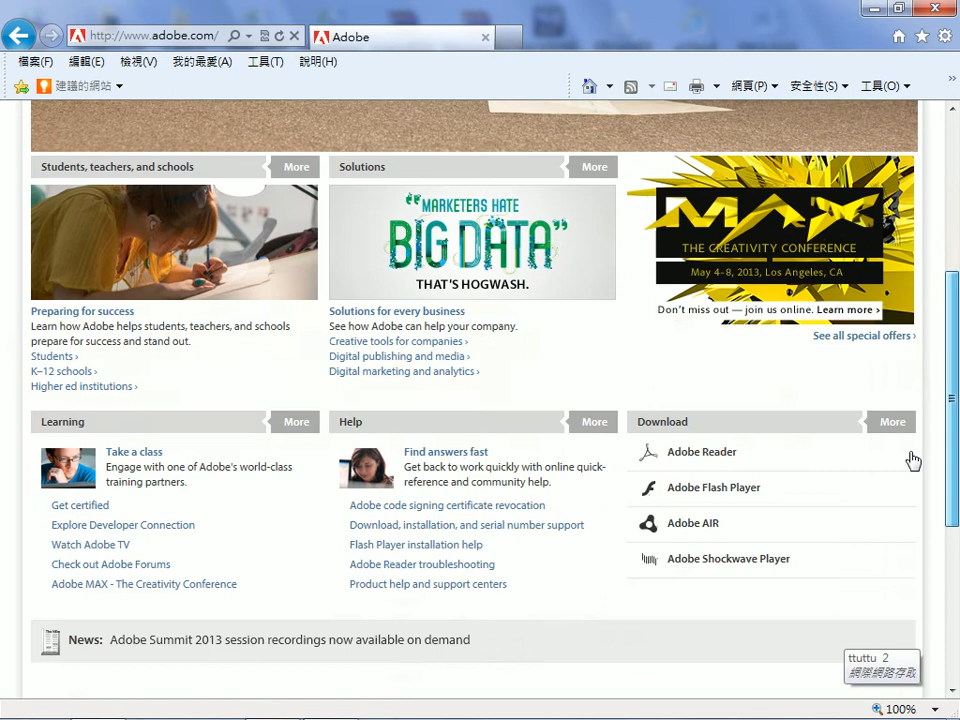 http://www.adobe.com/
Adobe
檔案(F) 編輯(E) 檢視(V) 我的最愛(A) 工具(T) 說明(H)
建議的網站
網頁(P) 安全性(S) 工具(O)
Students, teachers, and schools More
Solutions More
"MARKETERS HATE
BIG DATA"
THAT'S HOGWASH.
MAX
THE CREATIVITY CONFERENCE
May 4–8, 2013, Los Angeles, CA
Don't miss out — join us online. Learn more ›
See all special offers ›
Preparing for success
Learn how Adobe helps students, teachers, and schools
prepare for success and stand out.
Students ›
K–12 schools ›
Higher ed institutions ›
Solutions for every business
See how Adobe can help your company.
Creative tools for companies ›
Digital publishing and media ›
Digital marketing and analytics ›
Learning More
Take a class
Engage with one of Adobe's world-class
training partners.
Get certified
Explore Developer Connection
Watch Adobe TV
Check out Adobe Forums
Adobe MAX - The Creativity Conference
Help More
Find answers fast
Get back to work quickly with online quick-
reference and community help.
Adobe code signing certificate revocation
Download, installation, and serial number support
Flash Player installation help
Adobe Reader troubleshooting
Product help and support centers
Download More
Adobe Reader
Adobe Flash Player
Adobe AIR
Adobe Shockwave Player
News: Adobe Summit 2013 session recordings now available on demand
ttuttu 2
網際網路存取
100%